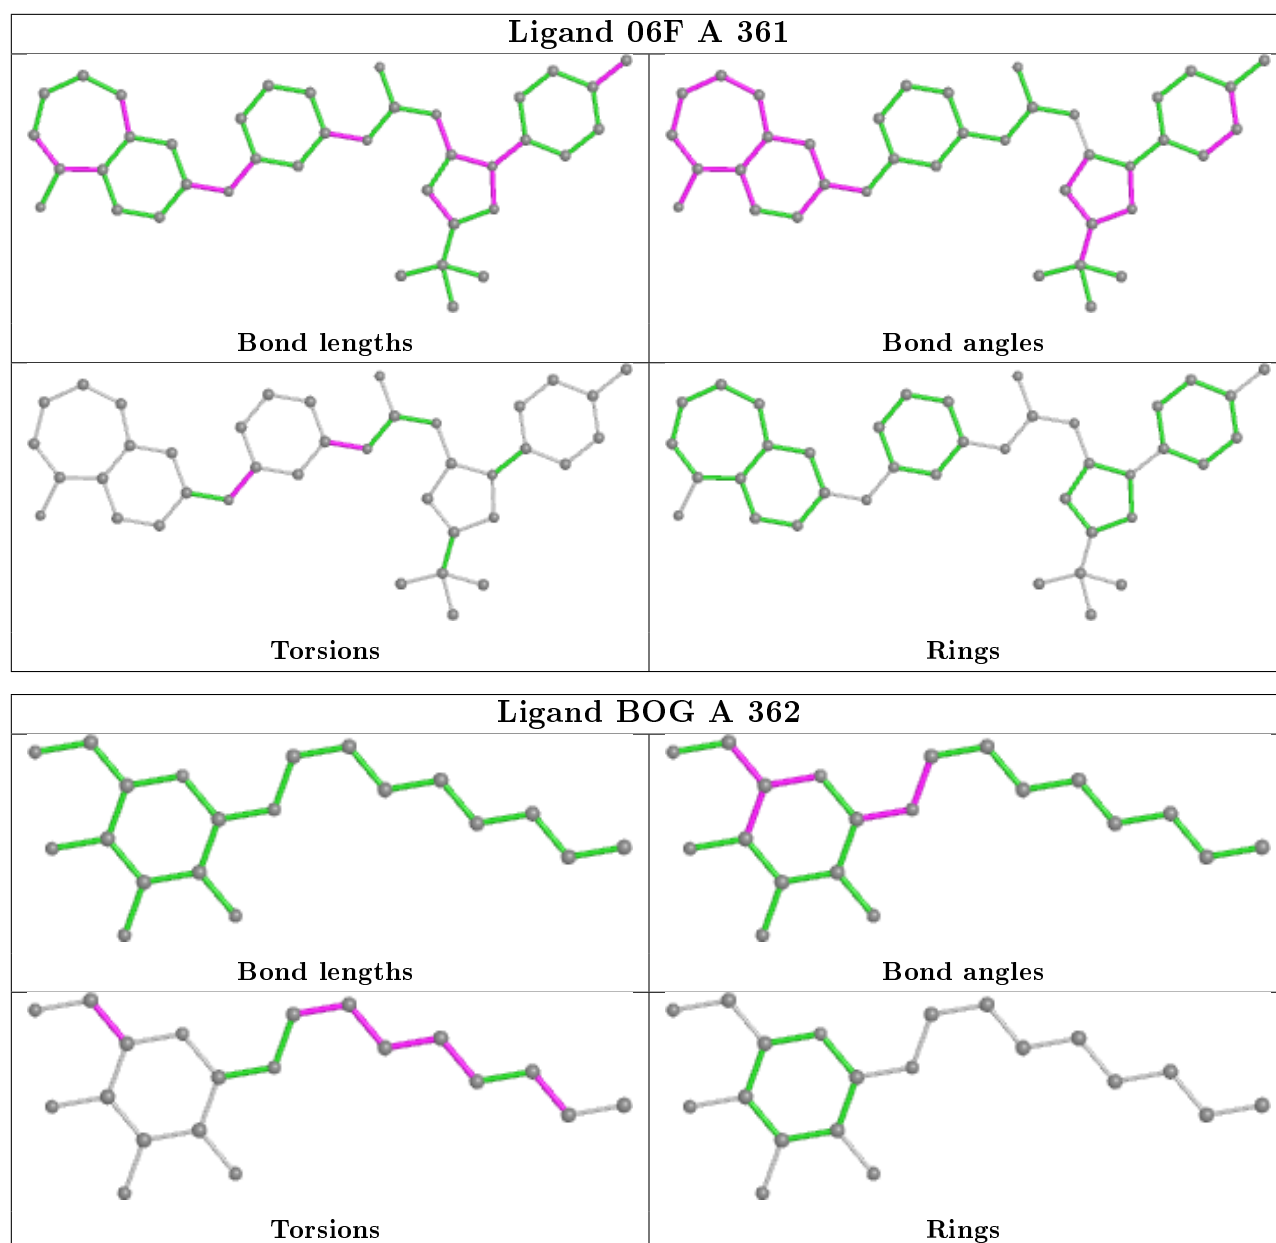 Ligand 06F A 361
Bond lengths
Bond angles
Torsions
Rings
Ligand BOG A 362
Bond lengths
Bond angles
Torsions
Rings